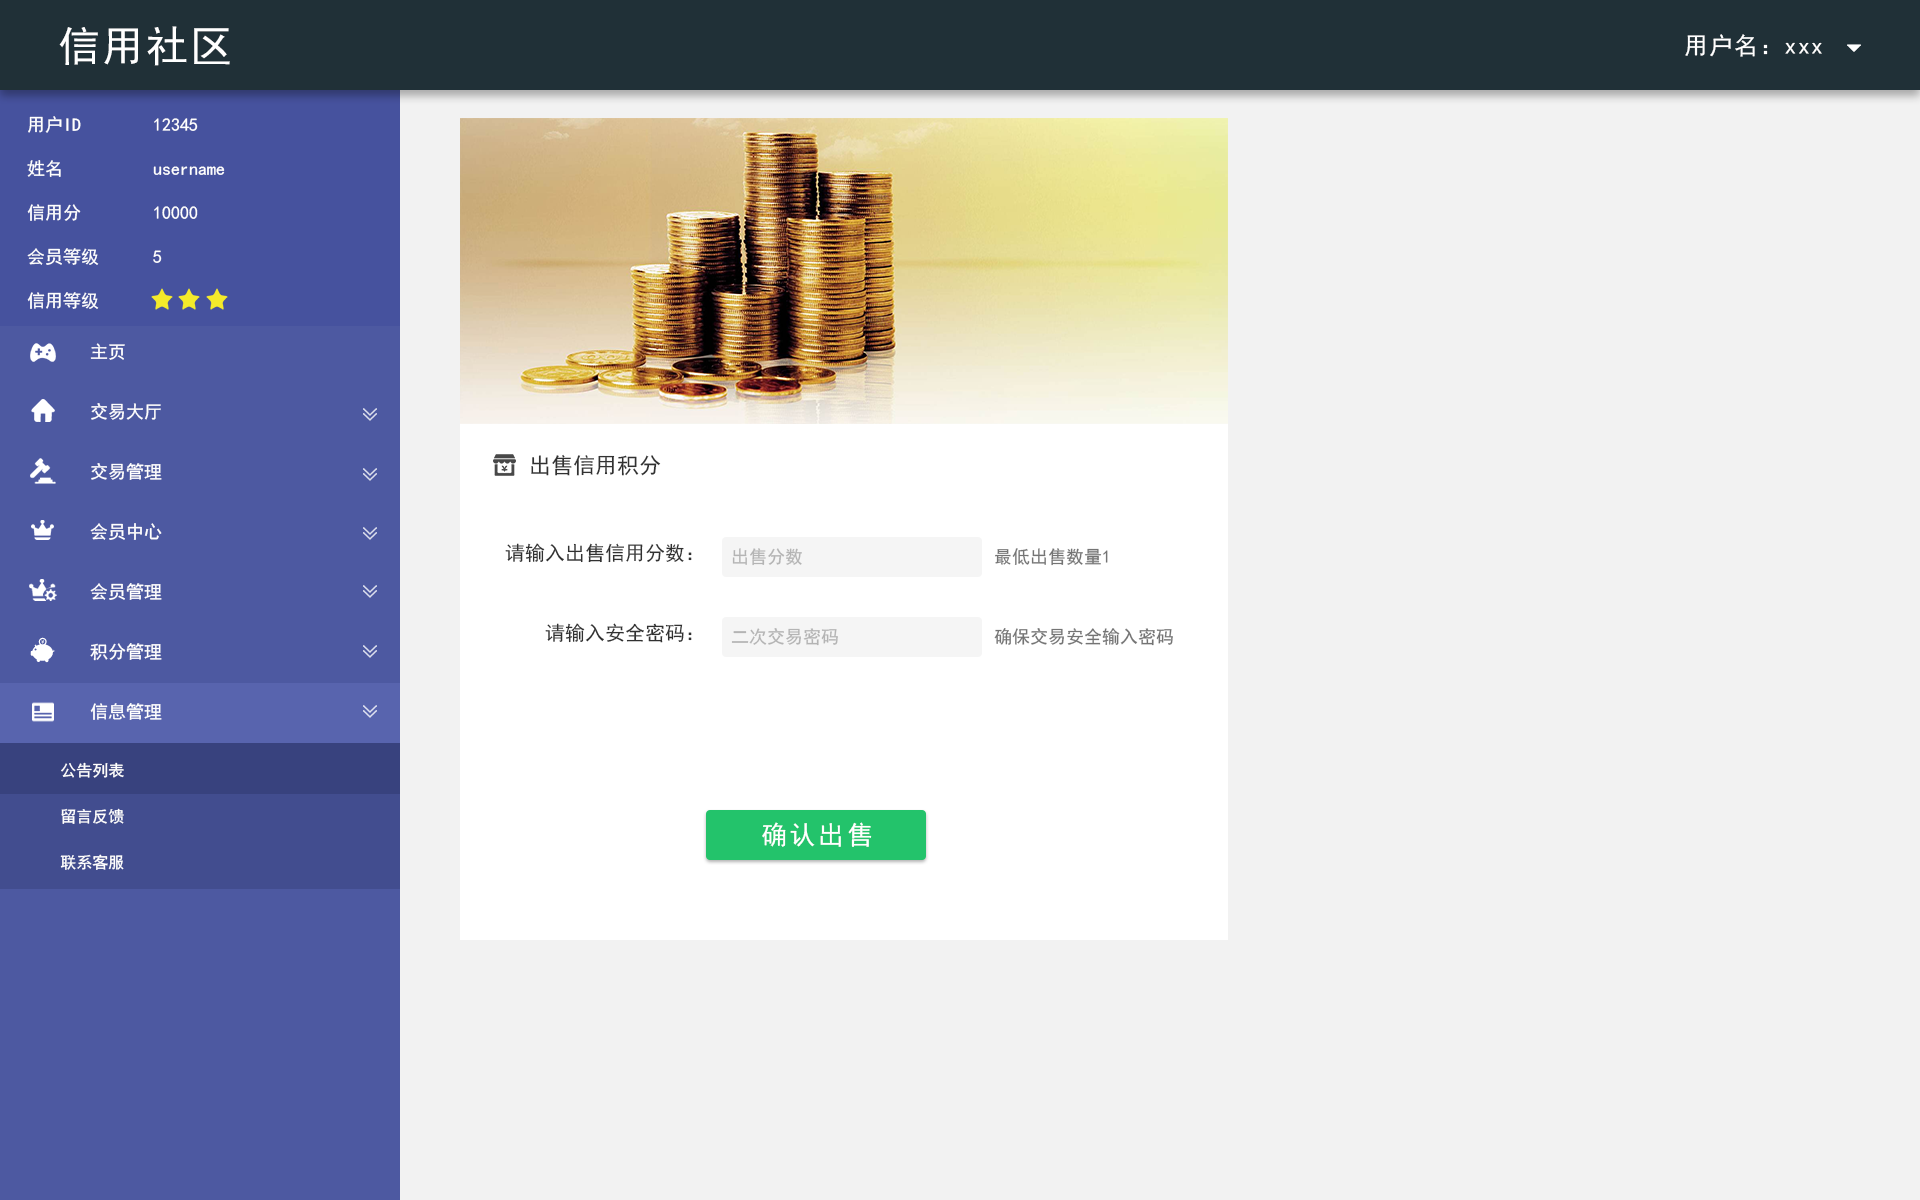 信用社区
用户名：xxx
用户ID 12345
姓名 username
信用分 10000
会员等级 5
信用等级
主页
交易大厅
交易管理
会员中心
会员管理
积分管理
信息管理
公告列表
留言反馈
联系客服
出售信用积分
请输入出售信用分数： 出售分数 最低出售数量1
请输入安全密码： 二次交易密码 确保交易安全输入密码
确认出售